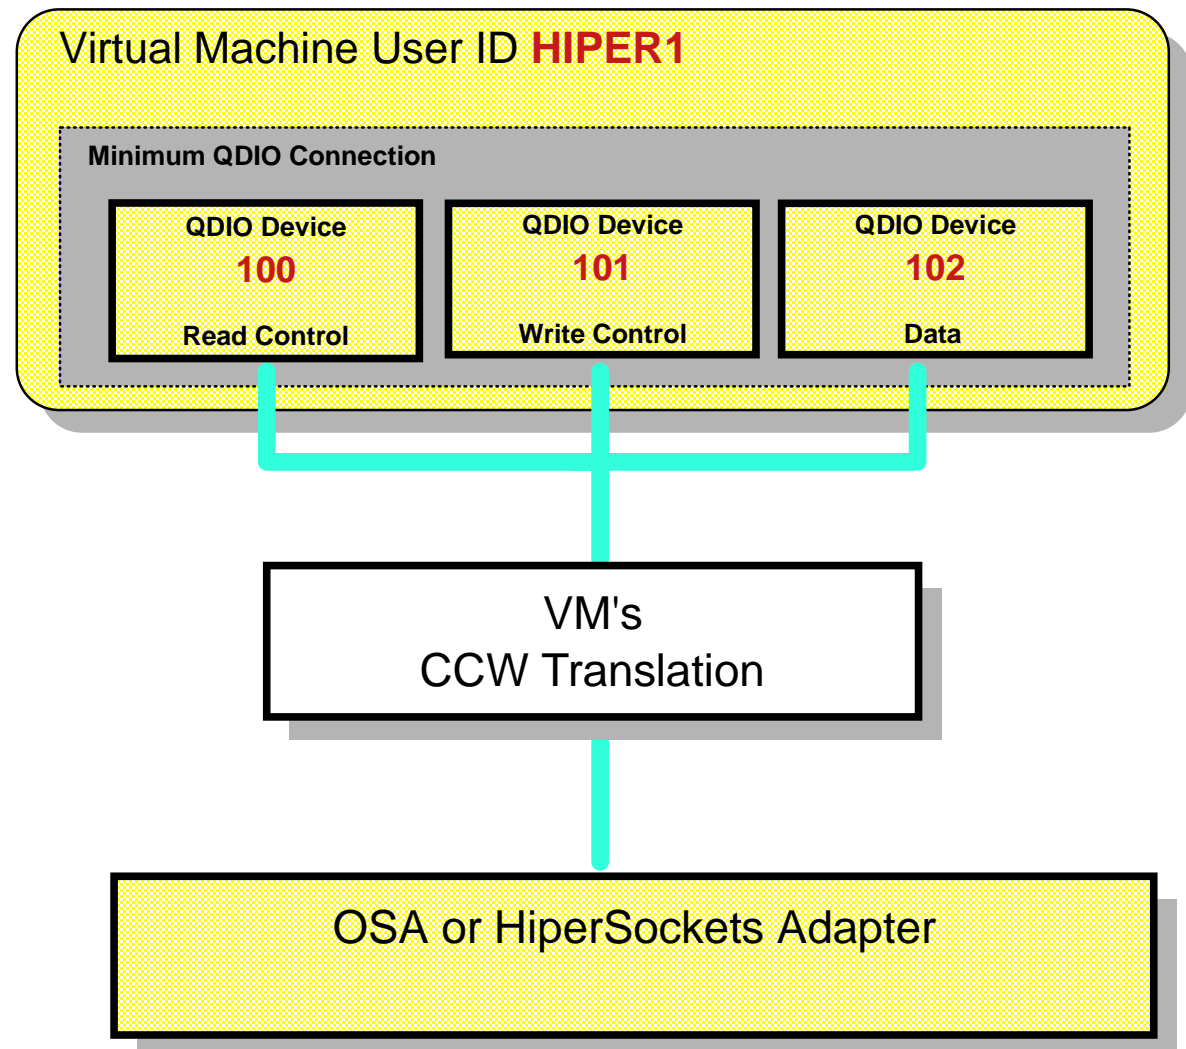 Virtual Machine User ID HIPER1
Minimum QDIO Connection
QDIO Device
100
Read Control
QDIO Device
101
Write Control
QDIO Device
102
Data
VM's
CCW Translation
OSA or HiperSockets Adapter